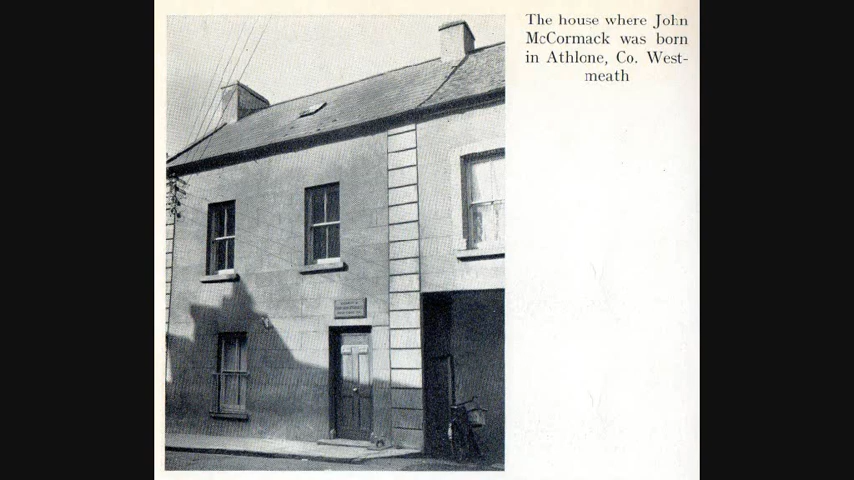 The house where John
McCormack was born
in Athlone, Co. West-
meath